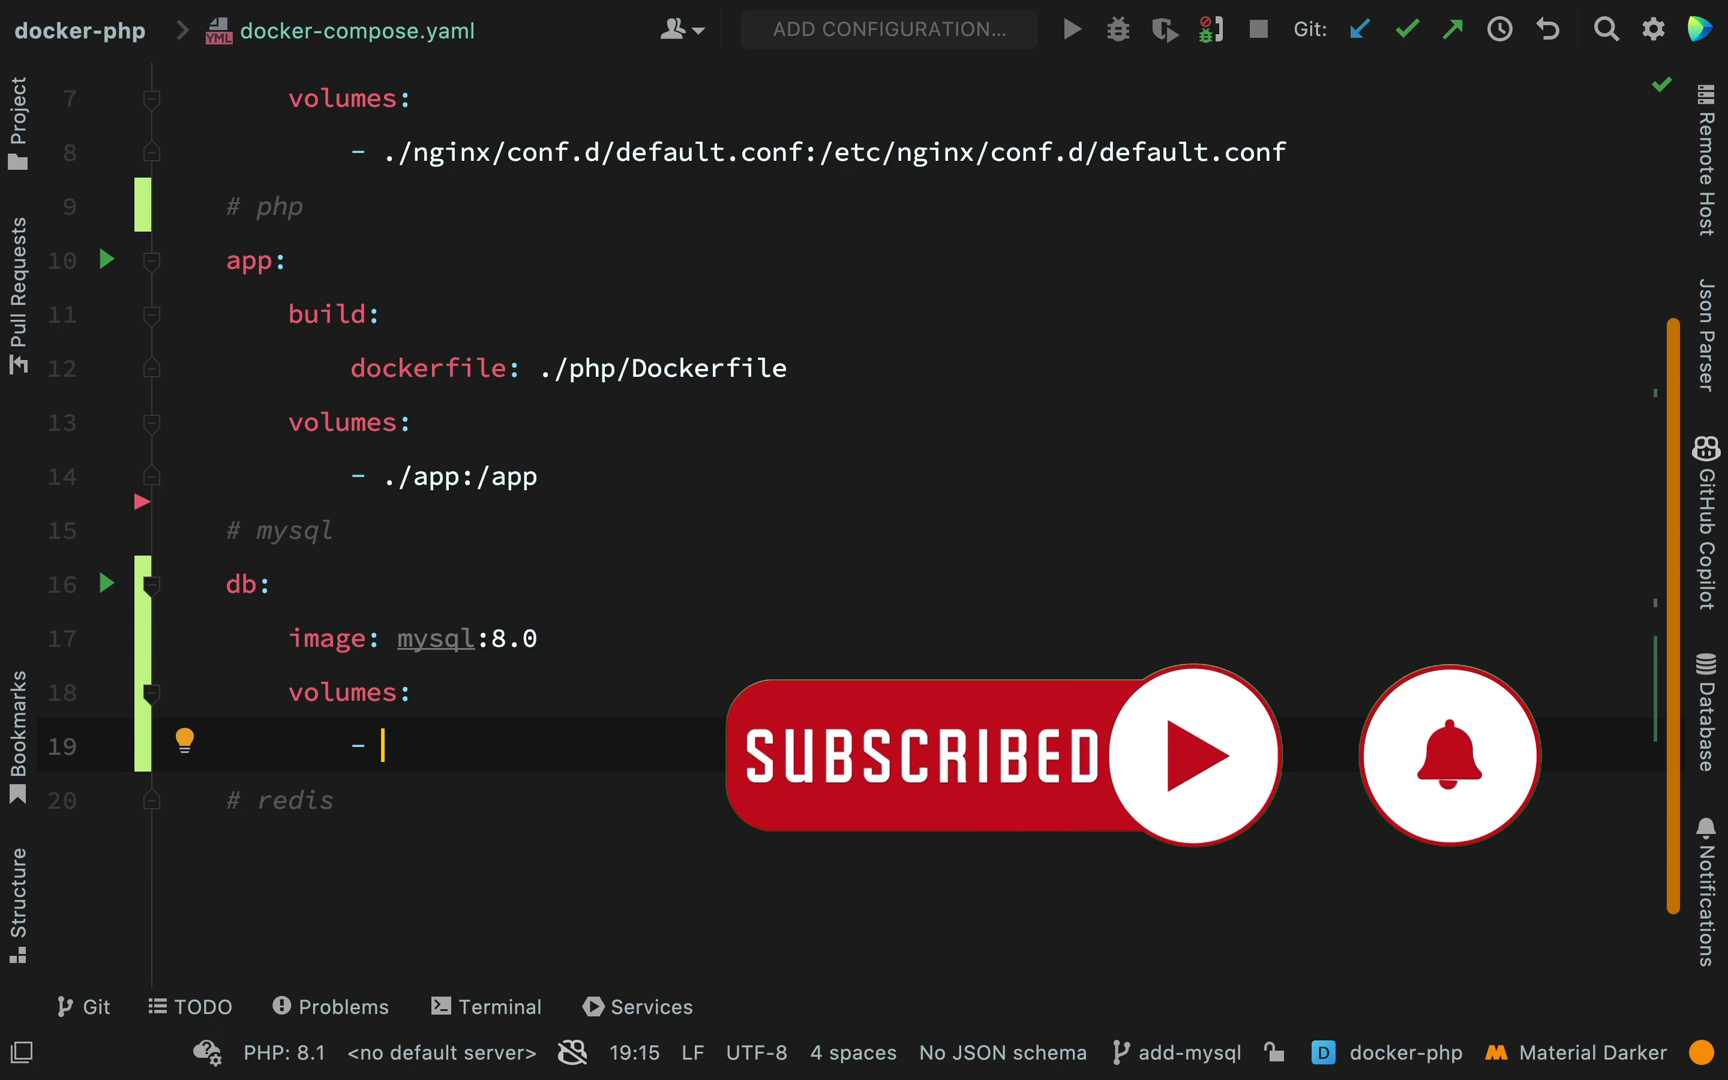 docker-php
docker-compose.yaml
ADD CONFIGURATION...
Git:
7 volumes:
8 - ./nginx/conf.d/default.conf:/etc/nginx/conf.d/default.conf
9 # php
10 app:
11 build:
12 dockerfile: ./php/Dockerfile
13 volumes:
14 - ./app:/app
15 # mysql
16 db:
17 image: mysql:8.0
18 volumes:
19 -
20 # redis
SUBSCRIBED
Project
Pull Requests
Bookmarks
Structure
Remote Host
Json Parser
GitHub Copilot
Database
Notifications
Git TODO Problems Terminal Services
PHP: 8.1 <no default server> 19:15 LF UTF-8 4 spaces No JSON schema add-mysql D docker-php Material Darker